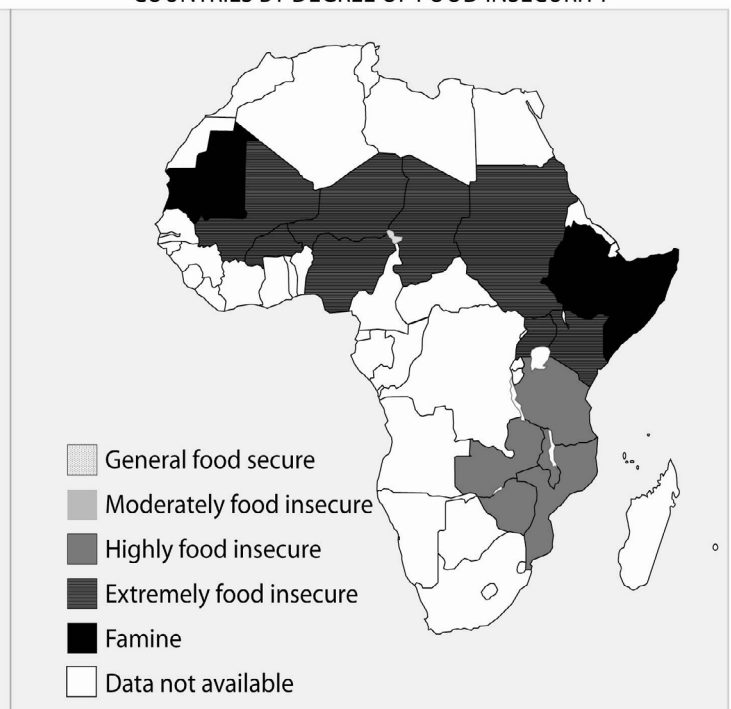 COUNTRIES BY DEGREE OF FOOD INSECURITY
General food secure
Moderately food insecure
Highly food insecure
Extremely food insecure
Famine
Data not available